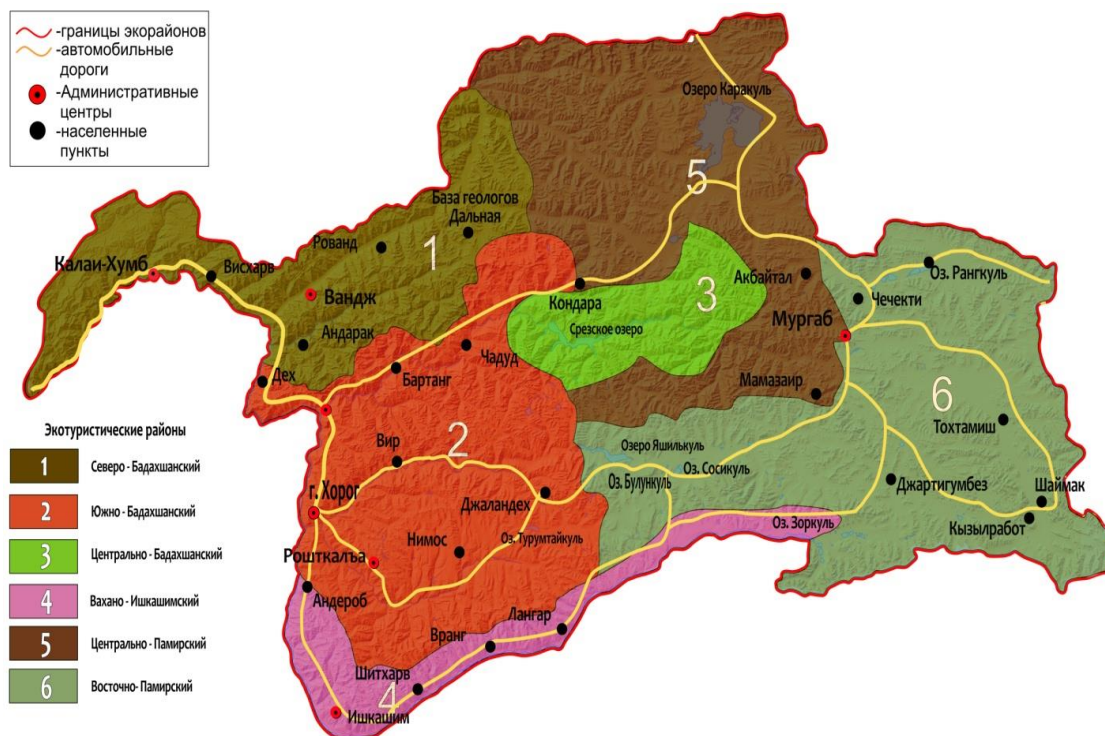 -границы экорайонов
-автомобильные
дороги
-Административные
центры
-населенные
пункты
Озеро Каракуль
5
База геологов
Дальная
1
Рованд
Калаи-Хумб
Висхарв
Вандж
Андарак
Кондара
3
Срезское озеро
Акбайтал
Оз. Рангкуль
Чечекти
Мургаб
Чадуд
Бартанг
Дех
Мамазаир
6
Тохтамиш
2
Вир
Озеро Яшилькуль
Оз. Сосикуль
Оз. Булункуль
г. Хорог
Джаландех
Джартигумбез
Шаймак
Кызылработ
Оз. Зоркуль
Оз. Турумтайкуль
Нимос
Рошткалъа
Андероб
Лангар
Вранг
Шитхарв
4
Ишкашим
Экотуристические районы
1 Северо - Бадахшанский
2 Южно - Бадахшанский
3 Центрально - Бадахшанский
4 Вахано - Ишкашимский
5 Центрально - Памирский
6 Восточно- Памирский